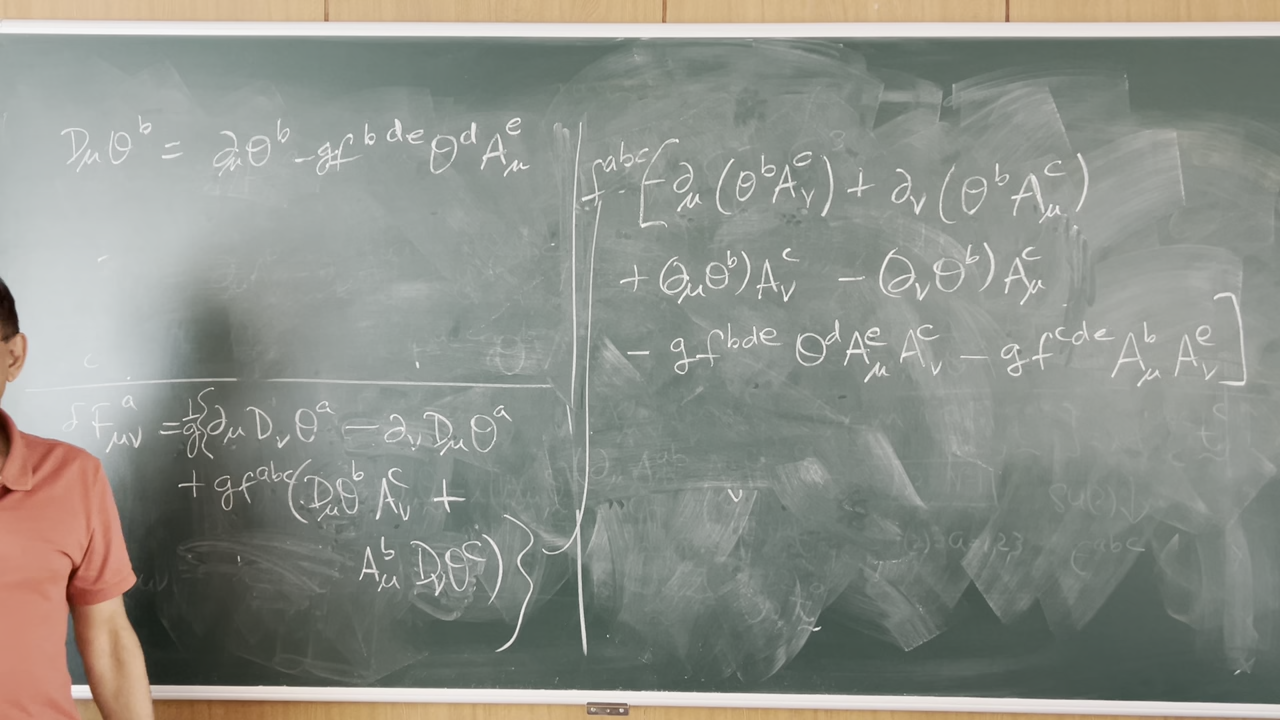 D_μ θ^b = ∂_μ θ^b - g f^{bde} θ^d A^e_μ
δF^a_{μν} = \frac{1}{g} { ∂_μ D_ν θ^a - ∂_ν D_μ θ^a
+ g f^{abc} ( D_μ θ^b A^c_ν +
A^b_μ D_ν θ^c ) }
f^{abc} [ - ∂_μ ( θ^b A^c_ν ) + ∂_ν ( θ^b A^c_μ )
+ ( ∂_μ θ^b ) A^c_ν - ( ∂_ν θ^b ) A^c_μ
- g f^{bde} θ^d A^e_μ A^c_ν - g f^{cde} A^b_μ A^e_ν ]